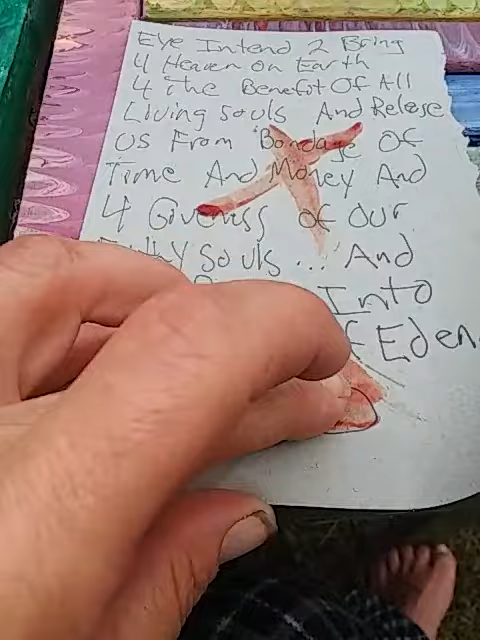 Eye Intend 2 Bring
4 Heaven on Earth
4 The Benefit Of All
Living souls And Release
us From Bondage Of
Time And Money And
4 Giveness of our
souls ... And
Into
Eden